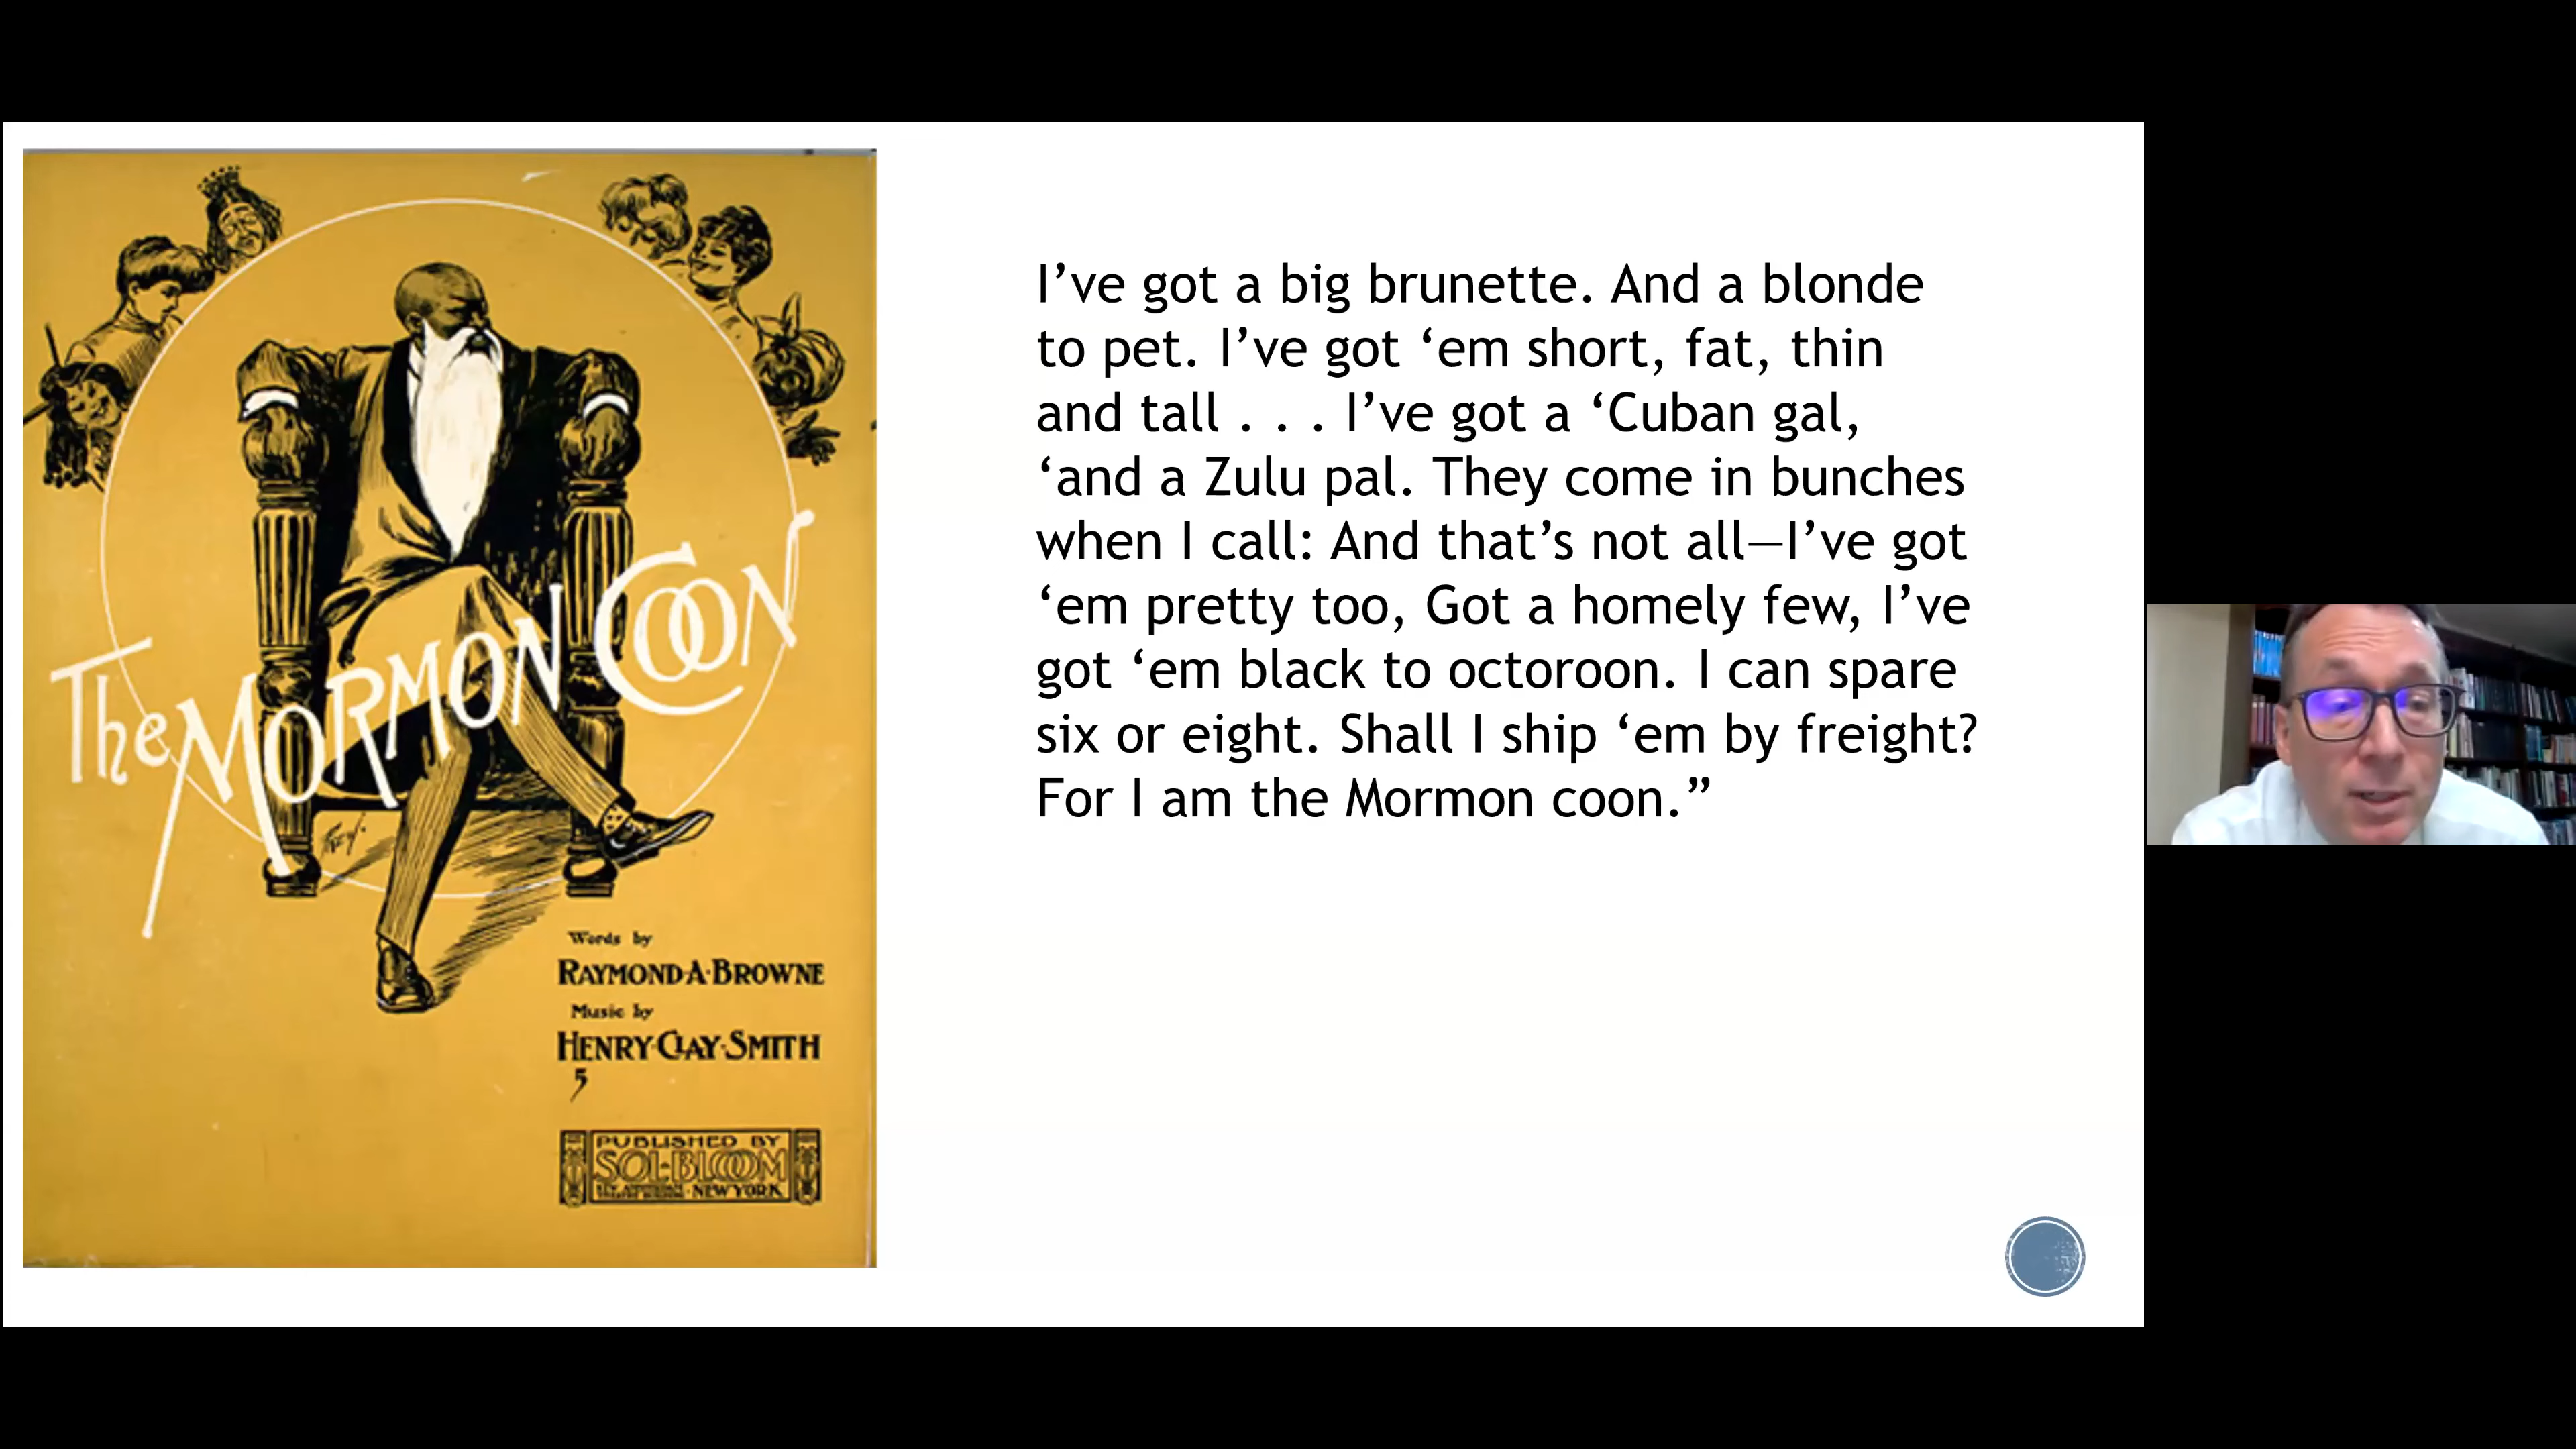 The MORMON COON
Words by
RAYMOND·A·BROWNE
Music by
HENRY·CLAY·SMITH
5
PUBLISHED BY
SOL·BLOOM
NEW YORK
I’ve got a big brunette. And a blonde
to pet. I’ve got ‘em short, fat, thin
and tall . . . I’ve got a ‘Cuban gal,
‘and a Zulu pal. They come in bunches
when I call: And that’s not all—I’ve got
‘em pretty too, Got a homely few, I’ve
got ‘em black to octoroon. I can spare
six or eight. Shall I ship ‘em by freight?
For I am the Mormon coon.”